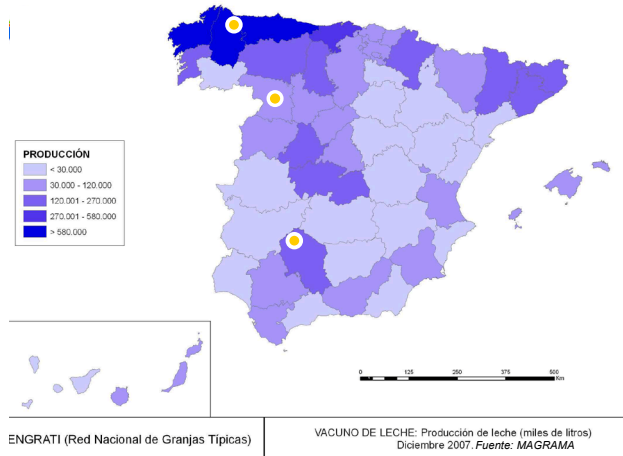 PRODUCCIÓN
< 30.000
30.000 - 120.000
120.001 - 270.000
270.001 - 580.000
> 580.000
0 125 250 375 500
Km
ENGRATI (Red Nacional de Granjas Típicas)
VACUNO DE LECHE: Producción de leche (miles de litros)
Diciembre 2007. Fuente: MAGRAMA